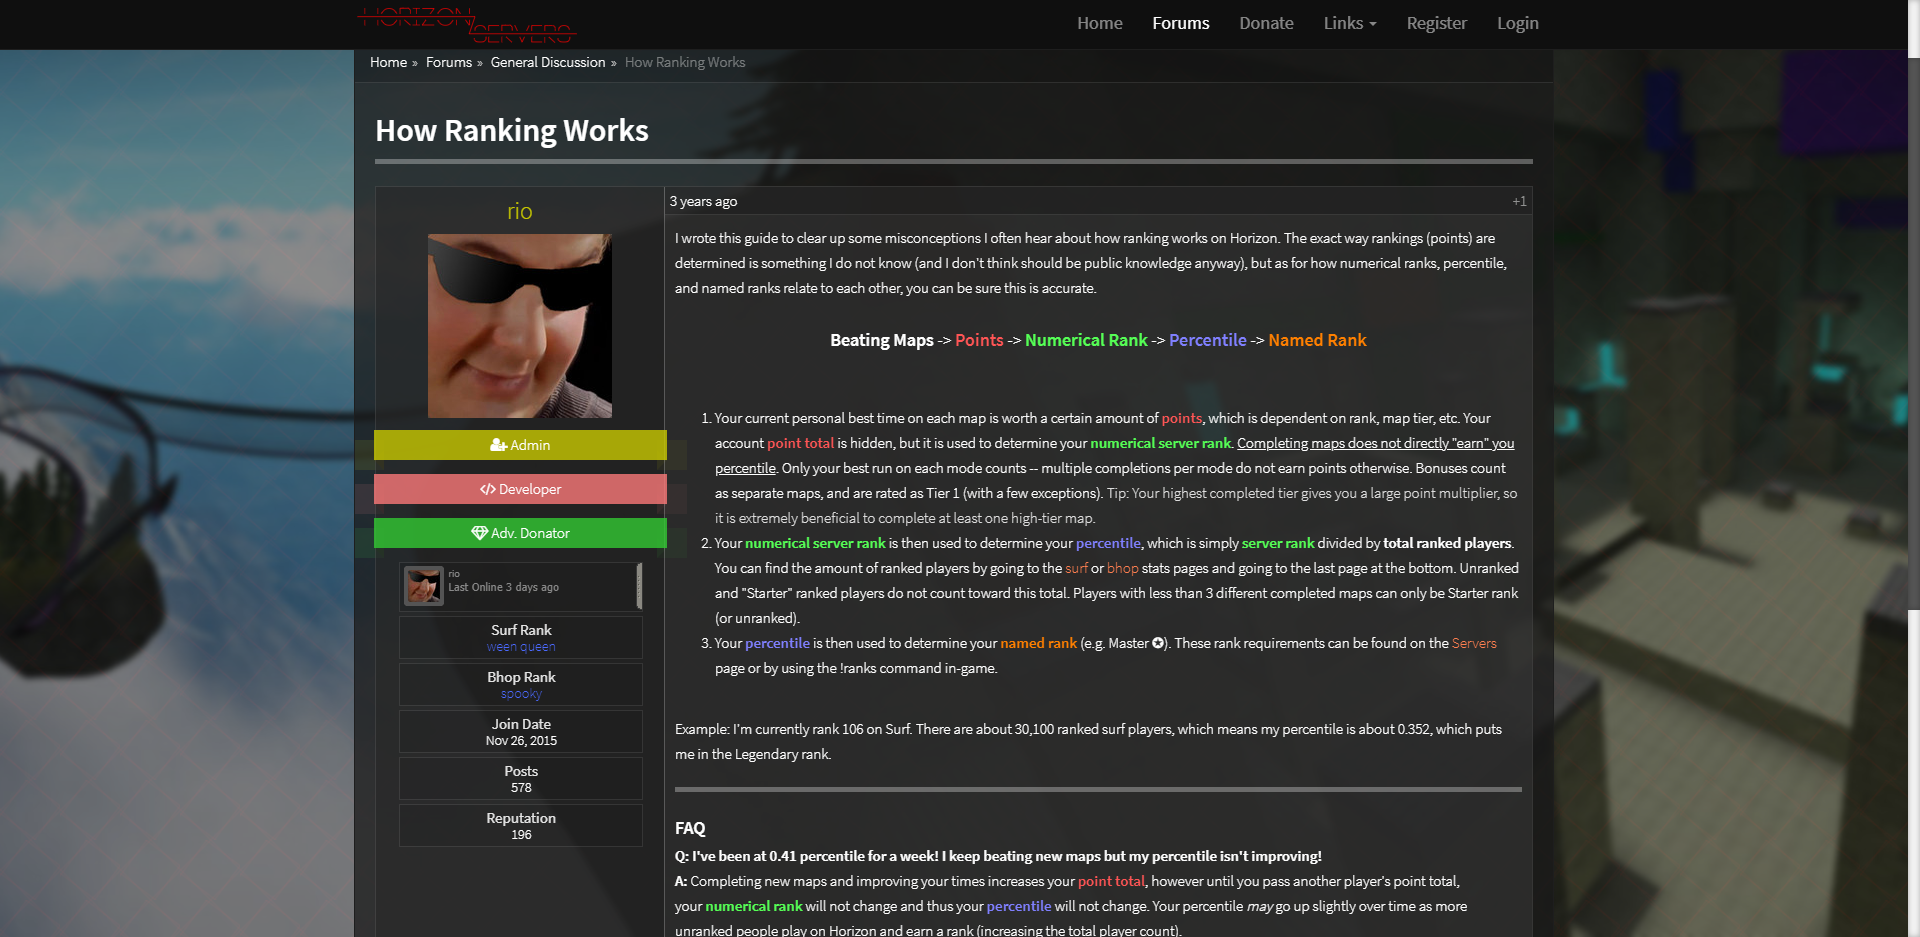 HORIZON
SERVERS
Home Forums Donate Links Register Login
Home » Forums » General Discussion » How Ranking Works
How Ranking Works
rio
Admin
Developer
Adv. Donator
rio
Last Online 3 days ago
Surf Rank
ween queen
Bhop Rank
spooky
Join Date
Nov 26, 2015
Posts
578
Reputation
196
3 years ago +1
I wrote this guide to clear up some misconceptions I often hear about how ranking works on Horizon. The exact way rankings (points) are
determined is something I do not know (and I don't think should be public knowledge anyway), but as for how numerical ranks, percentile,
and named ranks relate to each other, you can be sure this is accurate.
Beating Maps -> Points -> Numerical Rank -> Percentile -> Named Rank
1. Your current personal best time on each map is worth a certain amount of points, which is dependent on rank, map tier, etc. Your
account point total is hidden, but it is used to determine your numerical server rank. Completing maps does not directly "earn" you
percentile. Only your best run on each mode counts -- multiple completions per mode do not earn points otherwise. Bonuses count
as separate maps, and are rated as Tier 1 (with a few exceptions). Tip: Your highest completed tier gives you a large point multiplier, so
it is extremely beneficial to complete at least one high-tier map.
2. Your numerical server rank is then used to determine your percentile, which is simply server rank divided by total ranked players.
You can find the amount of ranked players by going to the surf or bhop stats pages and going to the last page at the bottom. Unranked
and "Starter" ranked players do not count toward this total. Players with less than 3 different completed maps can only be Starter rank
(or unranked).
3. Your percentile is then used to determine your named rank (e.g. Master ✪). These rank requirements can be found on the Servers
page or by using the !ranks command in-game.
Example: I'm currently rank 106 on Surf. There are about 30,100 ranked surf players, which means my percentile is about 0.352, which puts
me in the Legendary rank.
FAQ
Q: I've been at 0.41 percentile for a week! I keep beating new maps but my percentile isn't improving!
A: Completing new maps and improving your times increases your point total, however until you pass another player's point total,
your numerical rank will not change and thus your percentile will not change. Your percentile may go up slightly over time as more
unranked people play on Horizon and earn a rank (increasing the total player count).